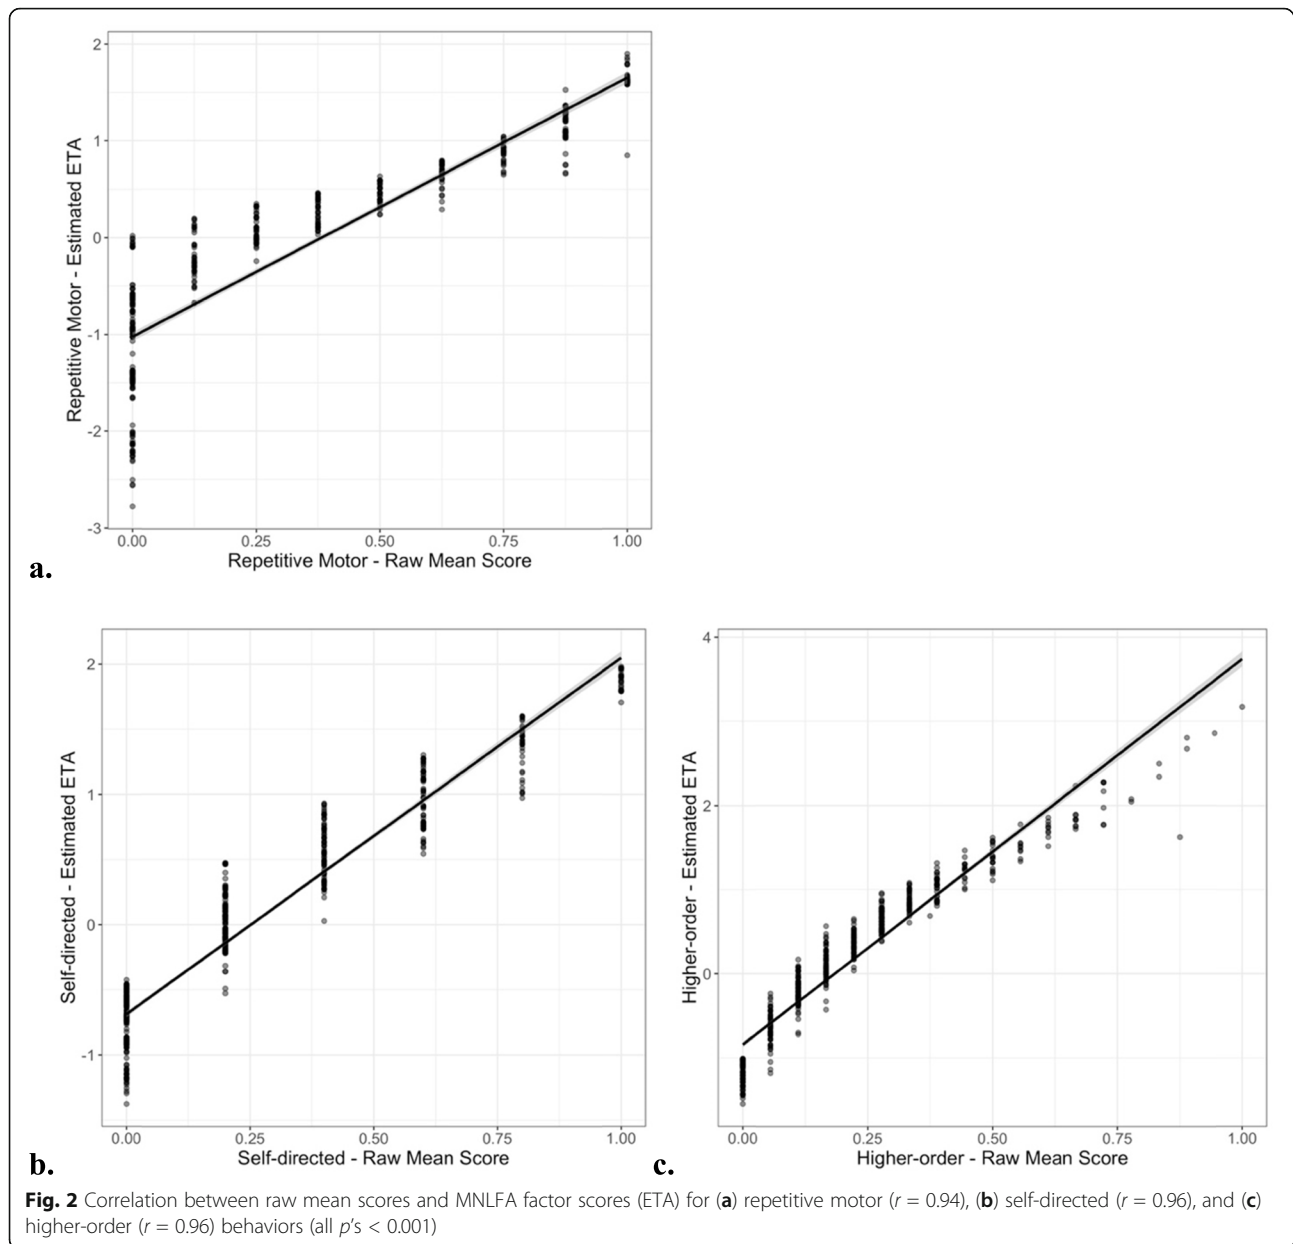 2
1
0
-1
-2
-3
Repetitive Motor - Estimated ETA
0.00 0.25 0.50 0.75 1.00
Repetitive Motor - Raw Mean Score
a.
2
1
0
-1
Self-directed - Estimated ETA
0.00 0.25 0.50 0.75 1.00
Self-directed - Raw Mean Score
b.
4
2
0
Higher-order - Estimated ETA
0.00 0.25 0.50 0.75 1.00
Higher-order - Raw Mean Score
c.
Fig. 2 Correlation between raw mean scores and MNLFA factor scores (ETA) for (a) repetitive motor (r = 0.94), (b) self-directed (r = 0.96), and (c)
higher-order (r = 0.96) behaviors (all p's < 0.001)